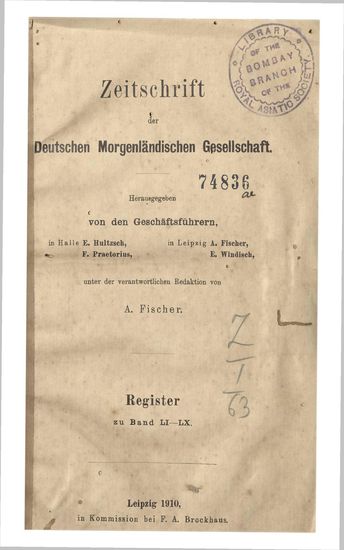 LIBRARY
OF THE
BOMBAY
BRANCH
OF THE
ROYAL ASIATIC SOCIETY
Zeitschrift
der
Deutschen Morgenländischen Gesellschaft.
74836
Herausgegeben
von den Geschäftsführern,
in Halle E. Hultzsch, in Leipzig A. Fischer,
F. Praetorius, E. Windisch,
unter der verantwortlichen Redaktion von
A. Fischer.
Z
I
63
Register
zu Band LI—LX.
Leipzig 1910,
in Kommission bei F. A. Brockhaus.